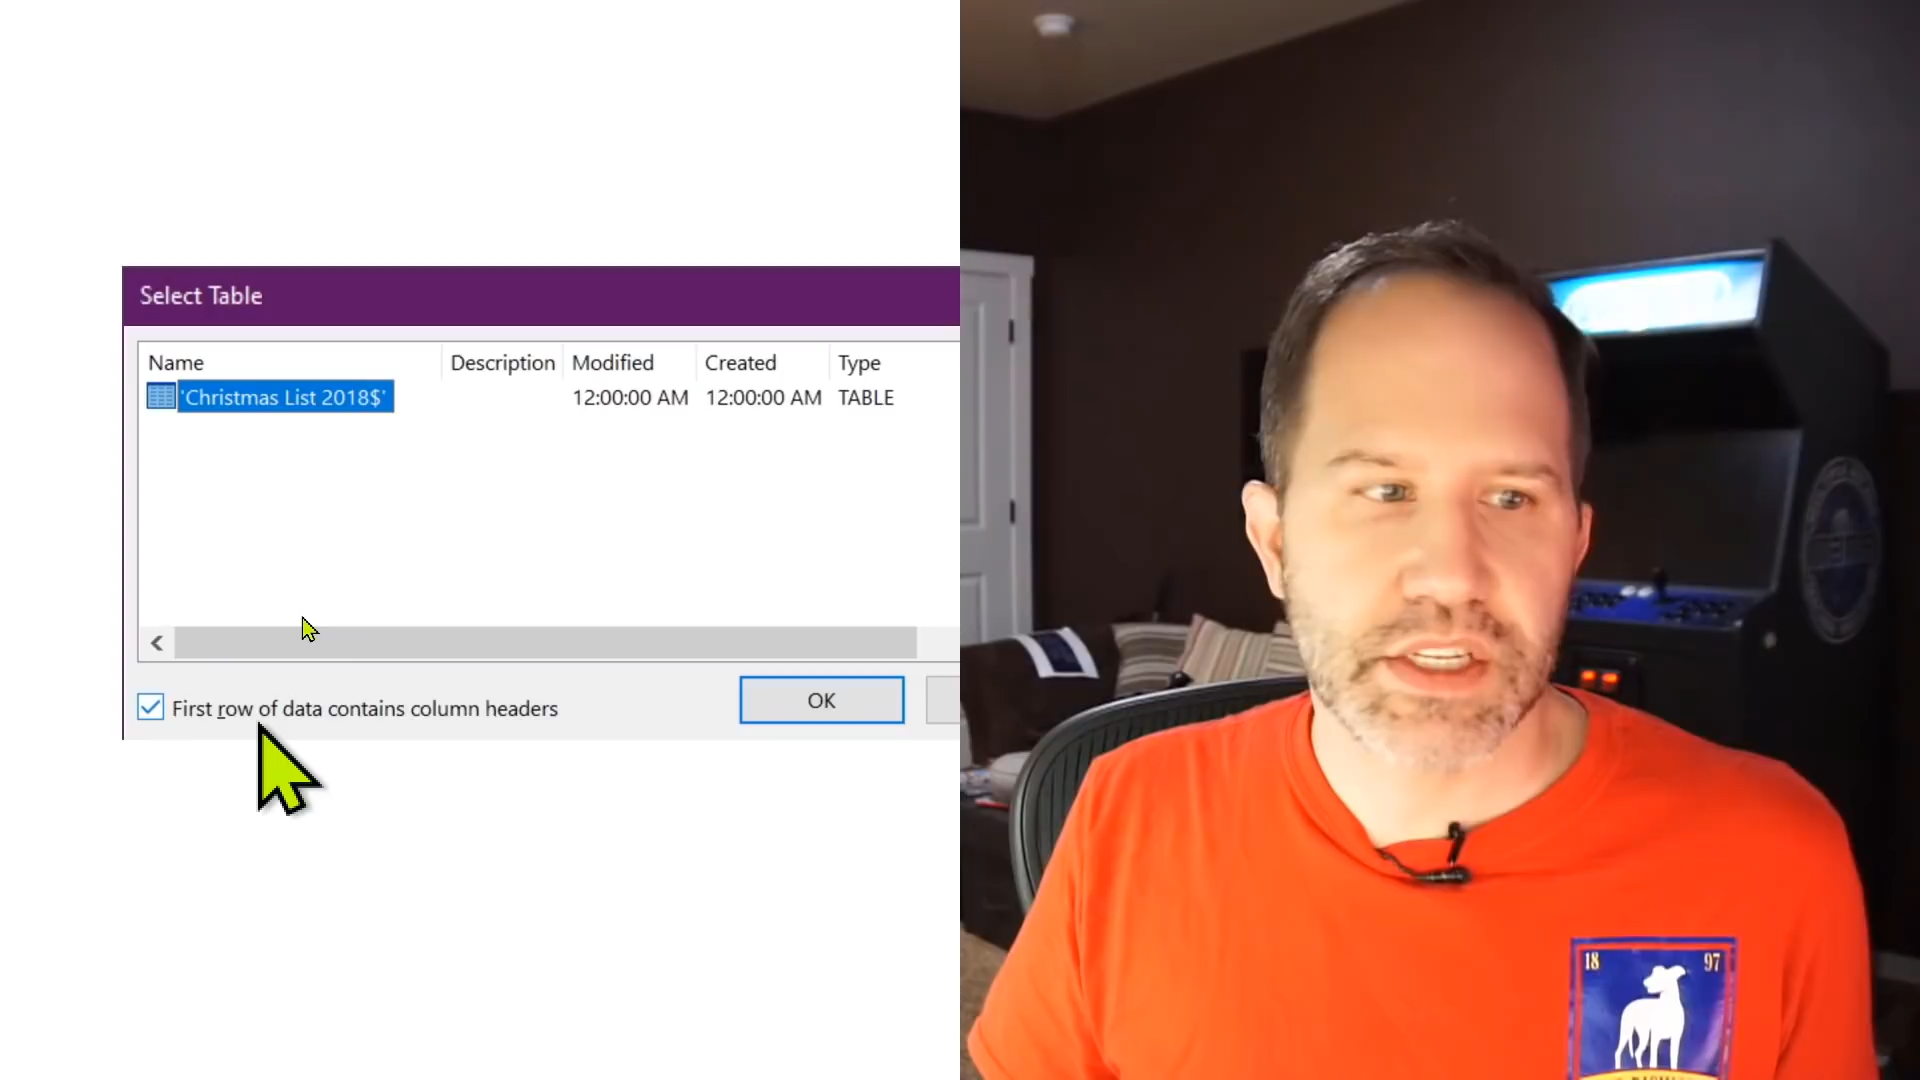 Select Table
Name Description Modified Created Type
'Christmas List 2018$' 12:00:00 AM 12:00:00 AM TABLE
First row of data contains column headers
OK
18 97